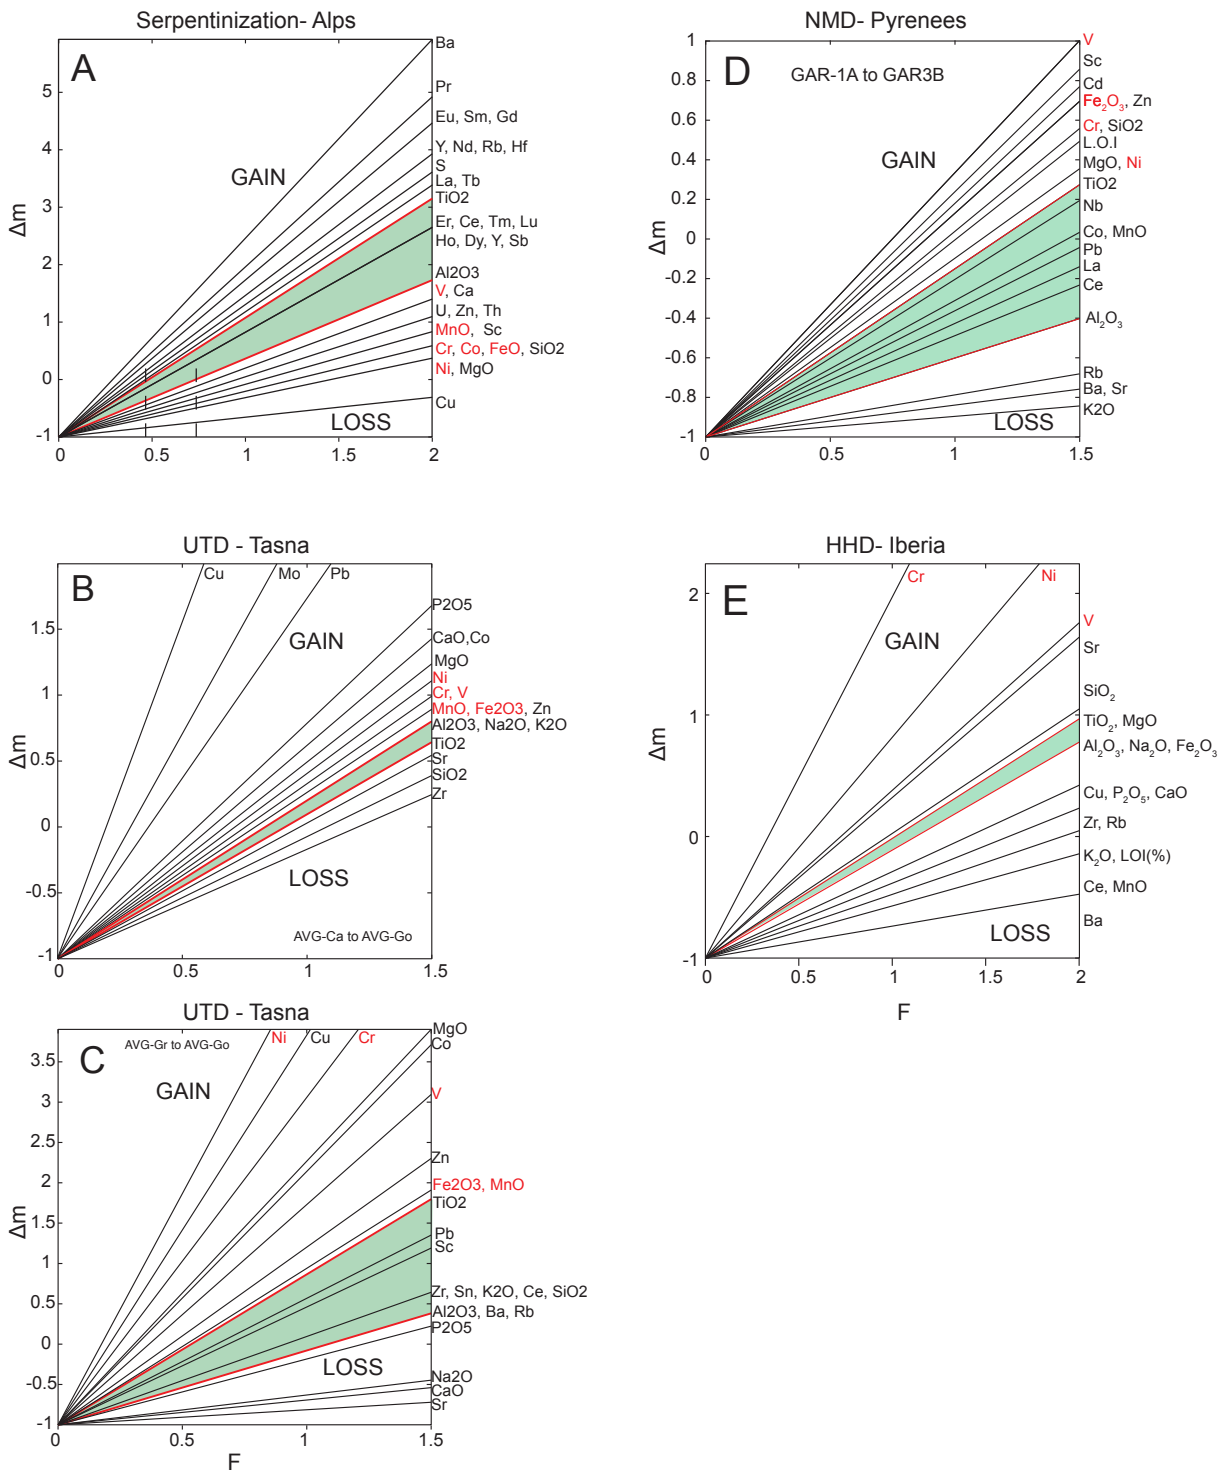 Serpentinization- Alps
A
GAIN
LOSS
Δm
5
3
2
1
0
-1
0
0.5
1
1.5
2
Ba
Pr
Eu, Sm, Gd
Y, Nd, Rb, Hf
S
La, Tb
TiO2
Er, Ce, Tm, Lu
Ho, Dy, Y, Sb
Al2O3
V, Ca
U, Zn, Th
MnO, Sc
Cr, Co, FeO, SiO2
Ni, MgO
Cu
NMD- Pyrenees
D
GAR-1A to GAR3B
GAIN
LOSS
Δm
1
0.8
0.6
0.4
0.2
0
-0.2
-0.4
-0.6
-0.8
-1
0
0.5
1
1.5
V
Sc
Cd
Fe2O3, Zn
Cr, SiO2
L.O.I
MgO, Ni
TiO2
Nb
Co, MnO
Pb
La
Ce
Al2O3
Rb
Ba, Sr
K2O
UTD - Tasna
B
Cu
Mo
Pb
GAIN
LOSS
AVG-Ca to AVG-Go
Δm
1.5
1
0.5
0
-0.5
-1
0
0.5
1
1.5
P2O5
CaO,Co
MgO
Ni
Cr, V
MnO, Fe2O3, Zn
Al2O3, Na2O, K2O
TiO2
Sr
SiO2
Zr
HHD- Iberia
E
Cr
Ni
GAIN
LOSS
Δm
2
1
0
-1
0
0.5
1
1.5
2
F
V
Sr
SiO2
TiO2, MgO
Al2O3, Na2O, Fe2O3
Cu, P2O5, CaO
Zr, Rb
K2O, LOI(%)
Ce, MnO
Ba
UTD - Tasna
C
AVG-Gr to AVG-Go
Ni
Cu
Cr
GAIN
LOSS
Δm
3.5
3
2.5
2
1.5
1
0.5
0
-0.5
-1
0
0.5
1
1.5
F
MgO
Co
V
Zn
Fe2O3, MnO
TiO2
Pb
Sc
Zr, Sn, K2O, Ce, SiO2
Al2O3, Ba, Rb
P2O5
Na2O
CaO
Sr